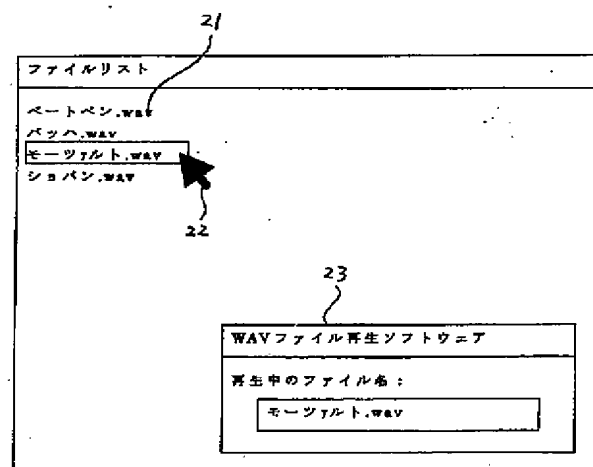 21
ファイルリスト
ベートベン.wav
バッハ.wav
モーツァルト.wav
ショパン.wav
22
23
WAVファイル再生ソフトウェア
再生中のファイル名：
モーツァルト.wav